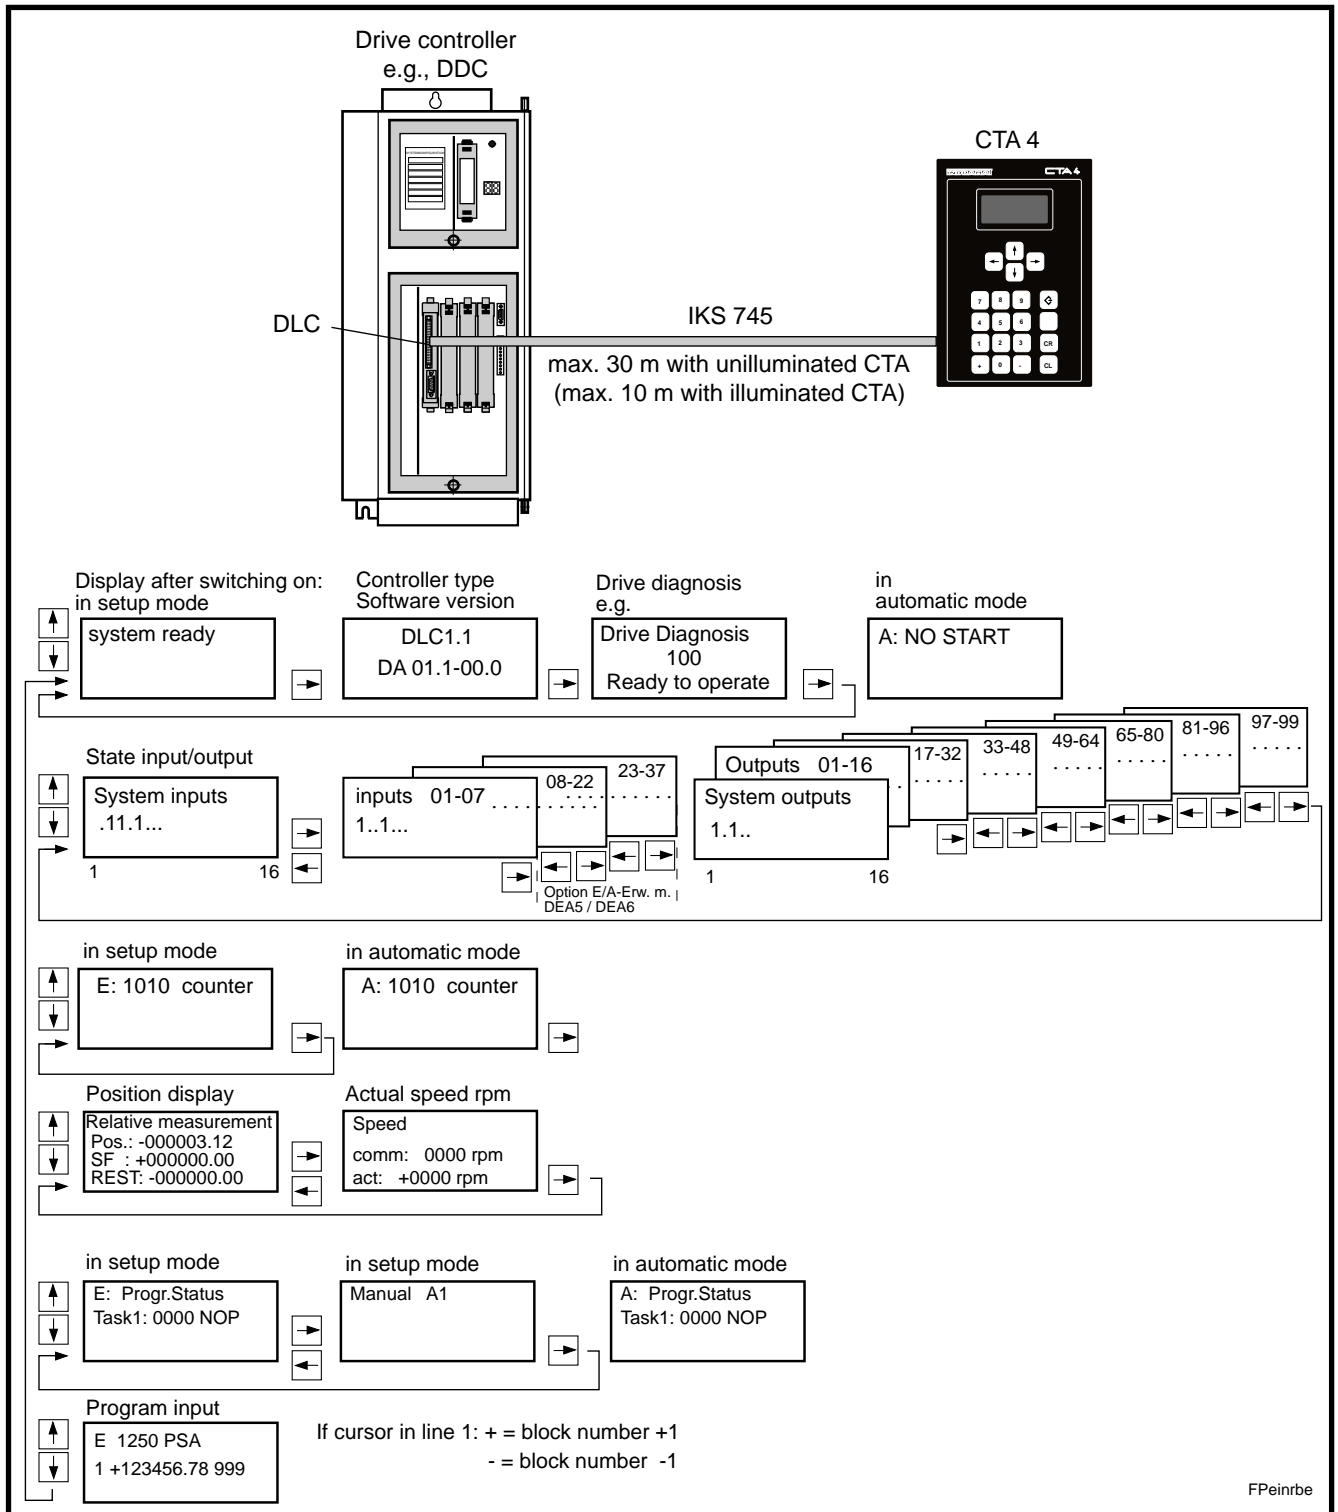 Drive controller
e.g., DDC
CTA 4
CTA 4
7 8 9
4 5 6
1 2 3 CR
+ 0 - CL
DLC
IKS 745
max. 30 m with unilluminated CTA
(max. 10 m with illuminated CTA)
Display after switching on:
in setup mode
system ready
Controller type
Software version
DLC1.1
DA 01.1-00.0
Drive diagnosis
e.g.
Drive Diagnosis
100
Ready to operate
in
automatic mode
A: NO START
State input/output
System inputs
.11.1...
1 16
inputs 01-07
1..1...
08-22
23-37
Option E/A-Erw. m.
DEA5 / DEA6
Outputs 01-16
System outputs
1.1..
1 16
17-32
33-48
49-64
65-80
81-96
97-99
in setup mode
E: 1010 counter
in automatic mode
A: 1010 counter
Position display
Relative measurement
Pos.: -000003.12
SF : +000000.00
REST: -000000.00
Actual speed rpm
Speed
comm: 0000 rpm
act: +0000 rpm
in setup mode
E: Progr.Status
Task1: 0000 NOP
in setup mode
Manual A1
in automatic mode
A: Progr.Status
Task1: 0000 NOP
Program input
E 1250 PSA
1 +123456.78 999
If cursor in line 1: + = block number +1
- = block number -1
FPeinrbe